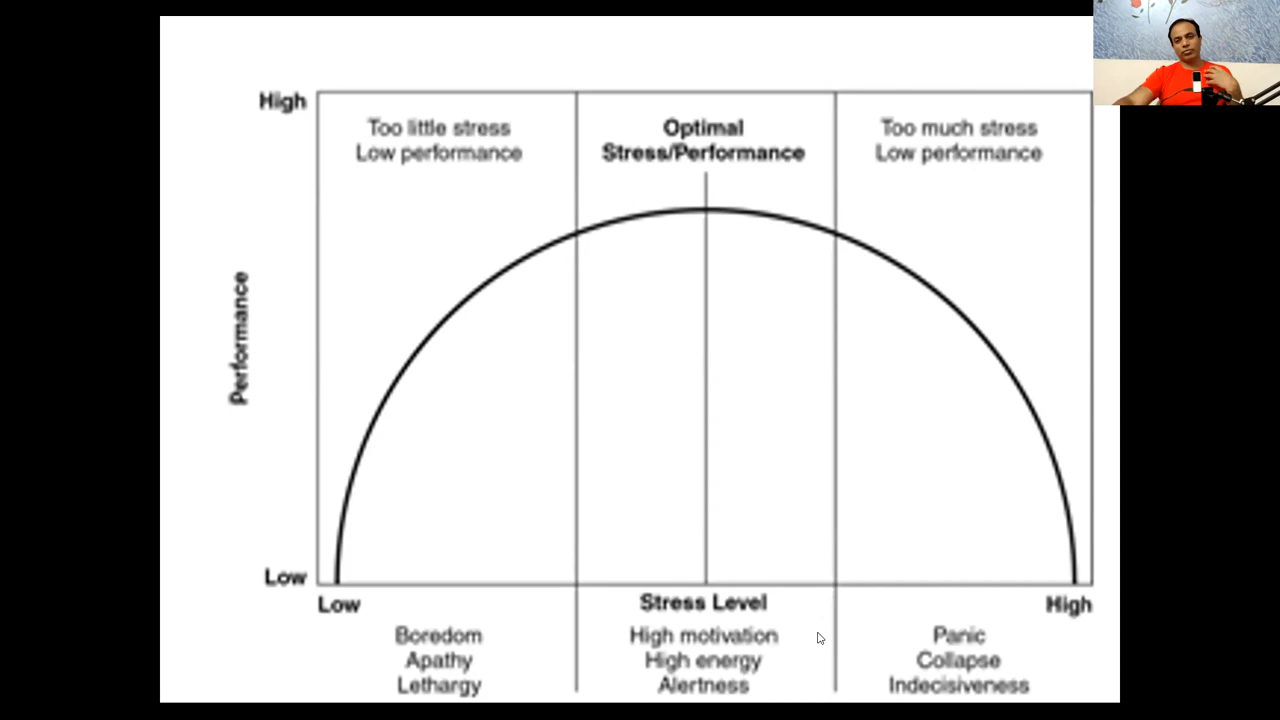 High
Too little stress
Low performance
Optimal
Stress/Performance
Too much stress
Low performance
Performance
Low
Low
Stress Level
High
Boredom
Apathy
Lethargy
High motivation
High energy
Alertness
Panic
Collapse
Indecisiveness